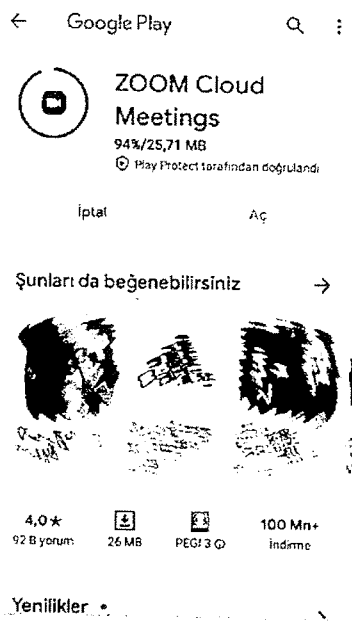 Google Play
ZOOM Cloud
Meetings
94%/25,71 MB
Play Protect tarafından doğrulandı
İptal
Aç
Şunları da beğenebilirsiniz
4,0★
92 B yorum
26 MB
PEGI 3
100 Mn+
İndirme
Yenilikler